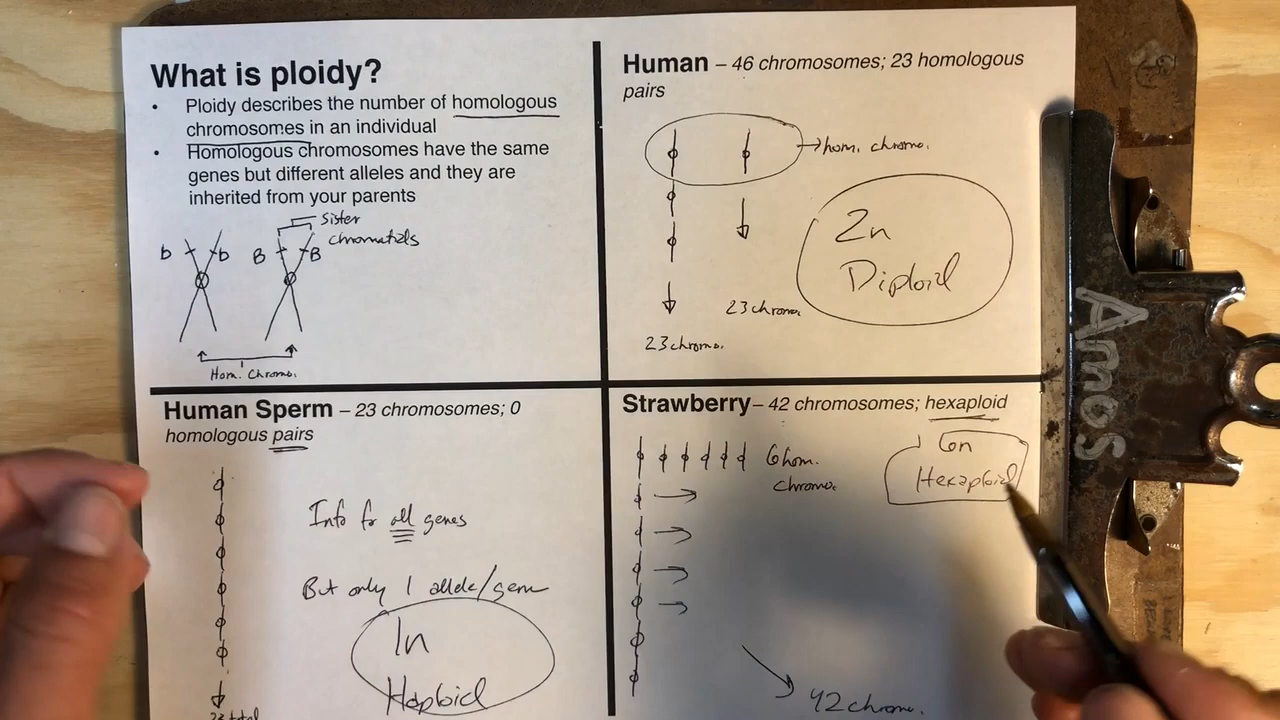 What is ploidy?
• Ploidy describes the number of homologous
chromosomes in an individual
• Homologous chromosomes have the same
genes but different alleles and they are
inherited from your parents
Sister
chromatids
b b B B
Hom. Chromo.
Human – 46 chromosomes; 23 homologous
pairs
hom. chromo.
2n
Diploid
23 chromo.
23 chromo.
Human Sperm – 23 chromosomes; 0
homologous pairs
Info for all genes
But only 1 allele/gene
1n
Haploid
23 total
Strawberry – 42 chromosomes; hexaploid
6 hom.
chromo.
6n
Hexaploid
42 chromo.
Amos